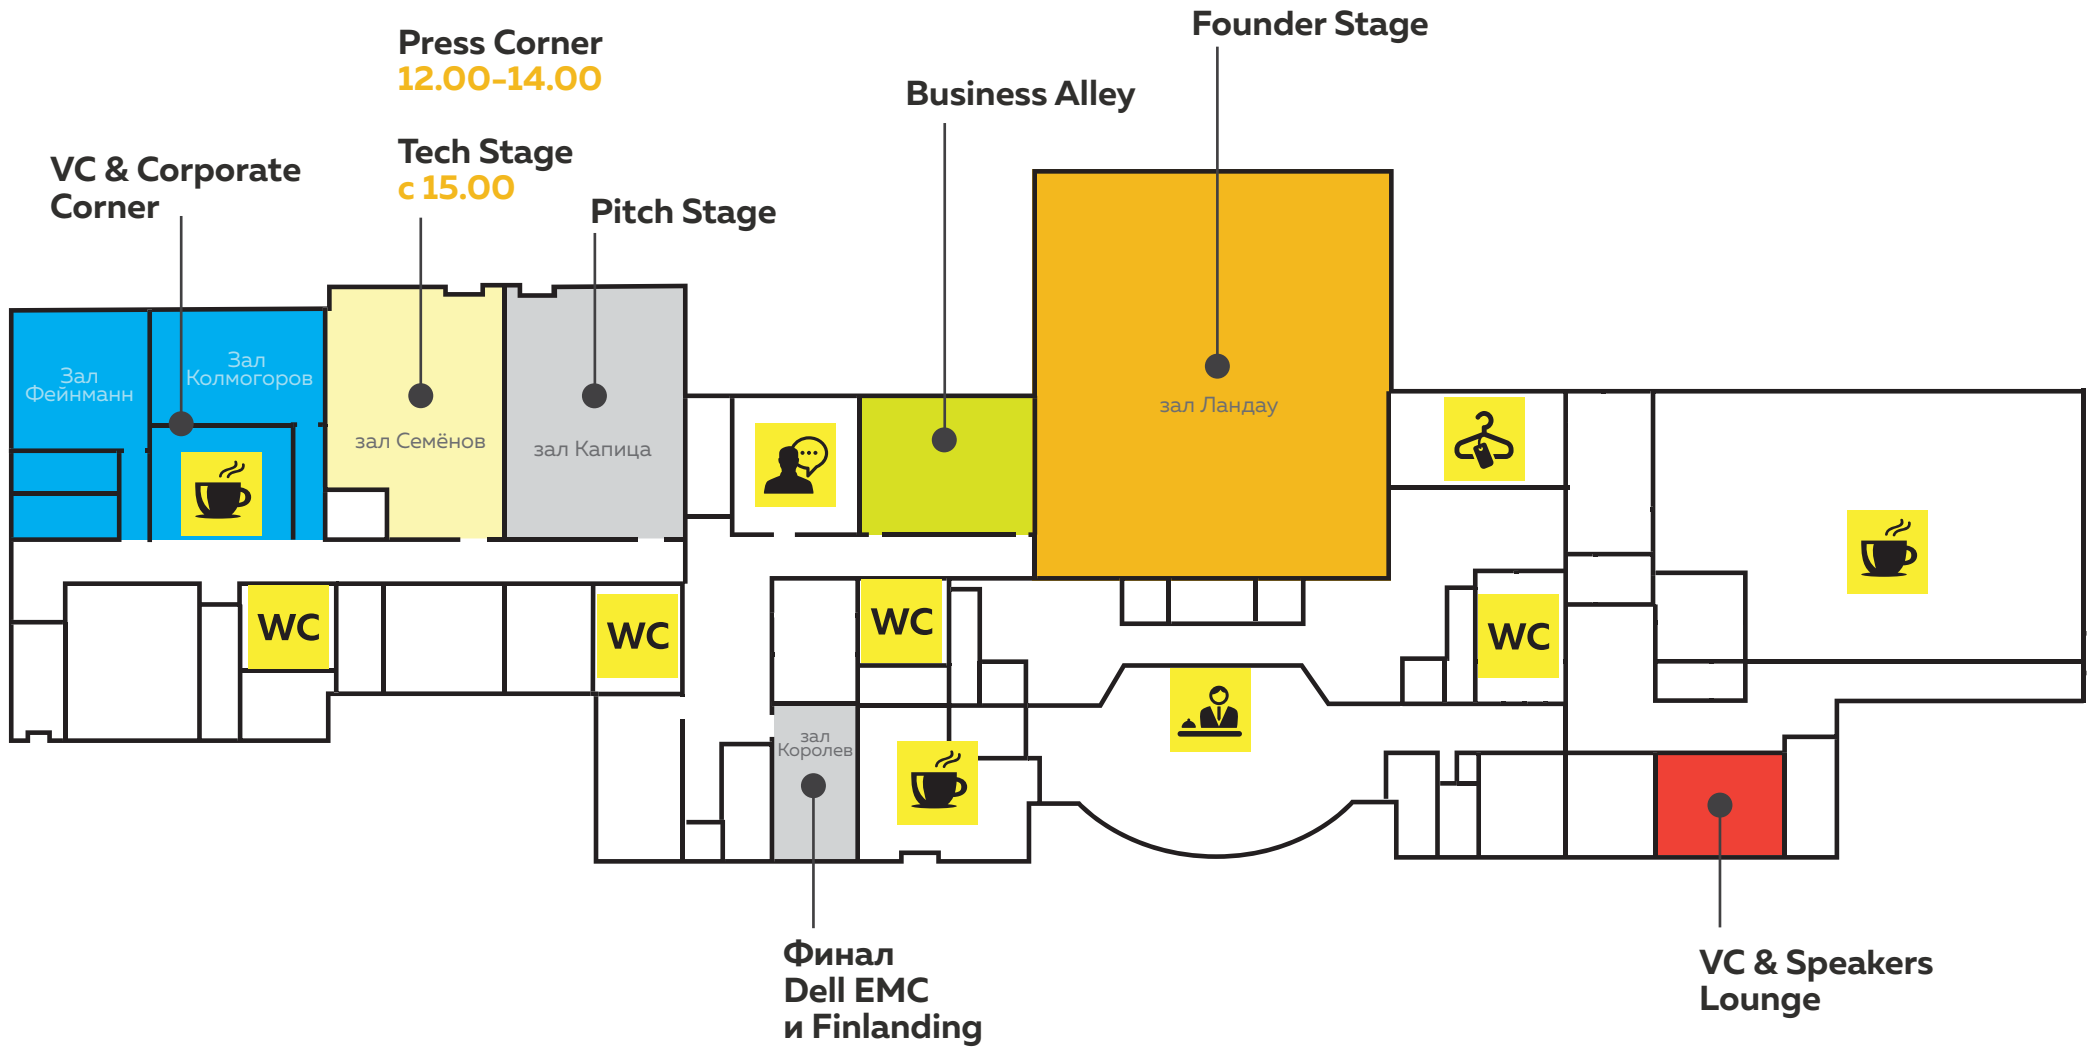 Founder Stage
Press Corner
12.00-14.00
Business Alley
Tech Stage
с 15.00
VC & Corporate
Corner
Pitch Stage
Зал
Фейнманн
Зал
Колмогоров
зал Семёнов
зал Капица
зал Ландау
WC
WC
WC
WC
зал
Королев
Финал
Dell EMC
и Finlanding
VC & Speakers
Lounge